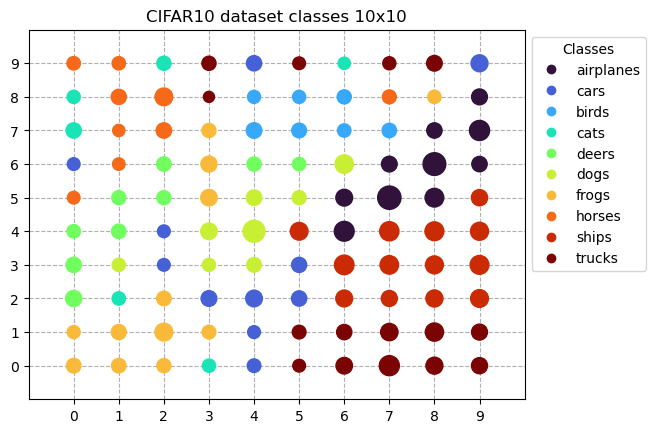 CIFAR10 dataset classes 10x10
9
8
7
6
5
4
3
2
1
0
0 1 2 3 4 5 6 7 8 9
Classes
airplanes
cars
birds
cats
deers
dogs
frogs
horses
ships
trucks